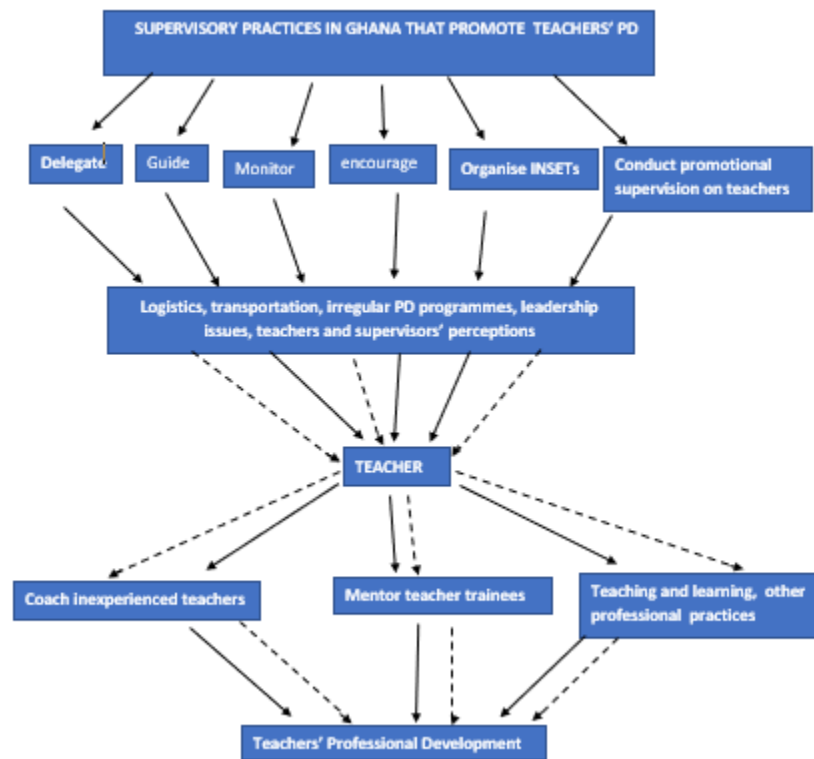 SUPERVISORY PRACTICES IN GHANA THAT PROMOTE TEACHERS' PD
Delegate
Guide
Monitor
encourage
Organise INSETs
Conduct promotional
supervision on teachers
Logistics, transportation, irregular PD programmes, leadership
issues, teachers and supervisors' perceptions
TEACHER
Coach inexperienced teachers
Mentor teacher trainees
Teaching and learning, other
professional practices
Teachers' Professional Development